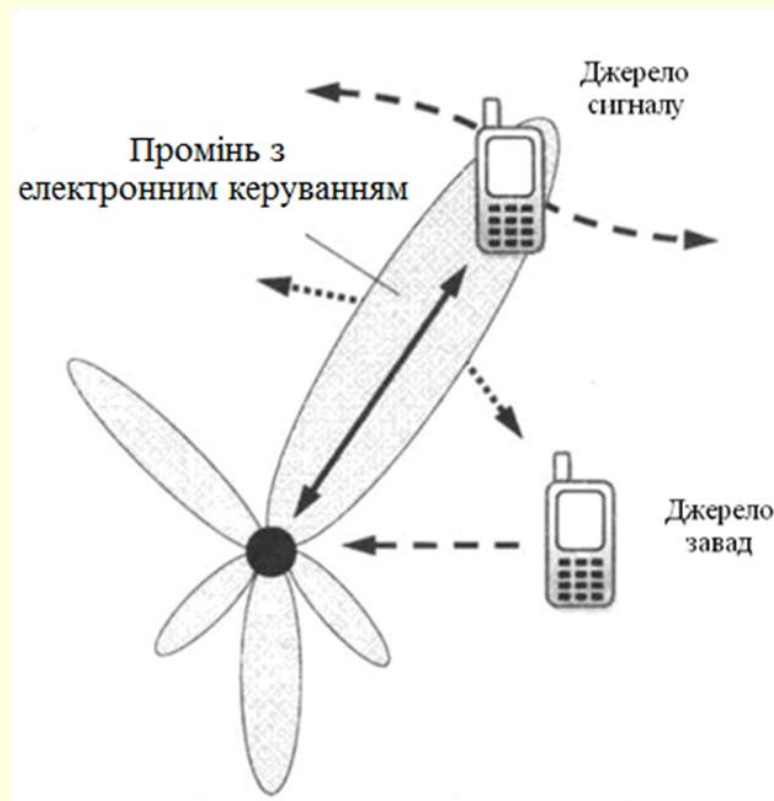 Джерело
сигналу
Промінь з
електронним керуванням
Джерело
завад